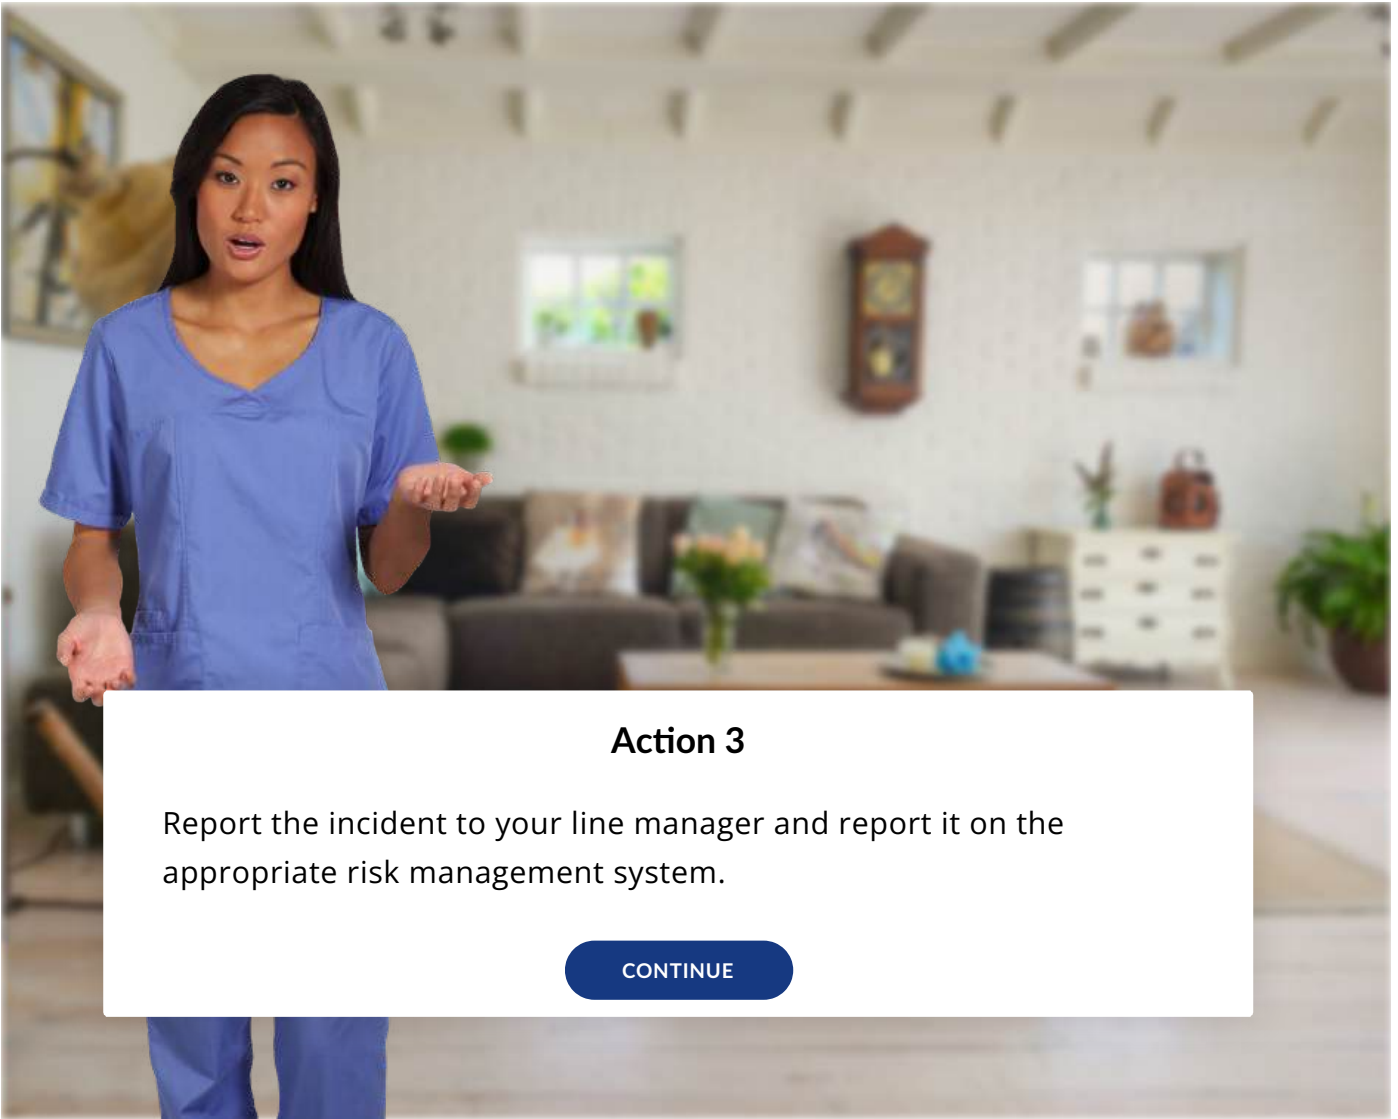 Action 3
Report the incident to your line manager and report it on the
appropriate risk management system.
CONTINUE